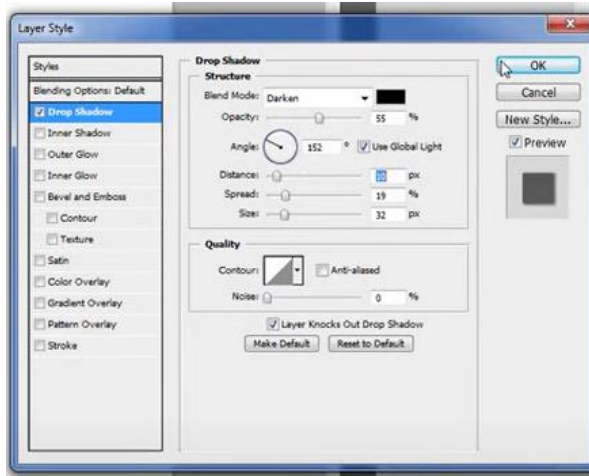 Layer Style
Styles
Blending Options: Default
Drop Shadow
Inner Shadow
Outer Glow
Inner Glow
Bevel and Emboss
Contour
Texture
Satin
Color Overlay
Gradient Overlay
Pattern Overlay
Stroke
Drop Shadow
Structure
Blend Mode: Darken
Opacity: 55 %
Angle: 152 ° Use Global Light
Distance: px
Spread: 19 %
Size: 32 px
Quality
Contour: Anti-aliased
Noise: 0 %
Layer Knocks Out Drop Shadow
Make Default Reset to Default
OK
Cancel
New Style...
Preview